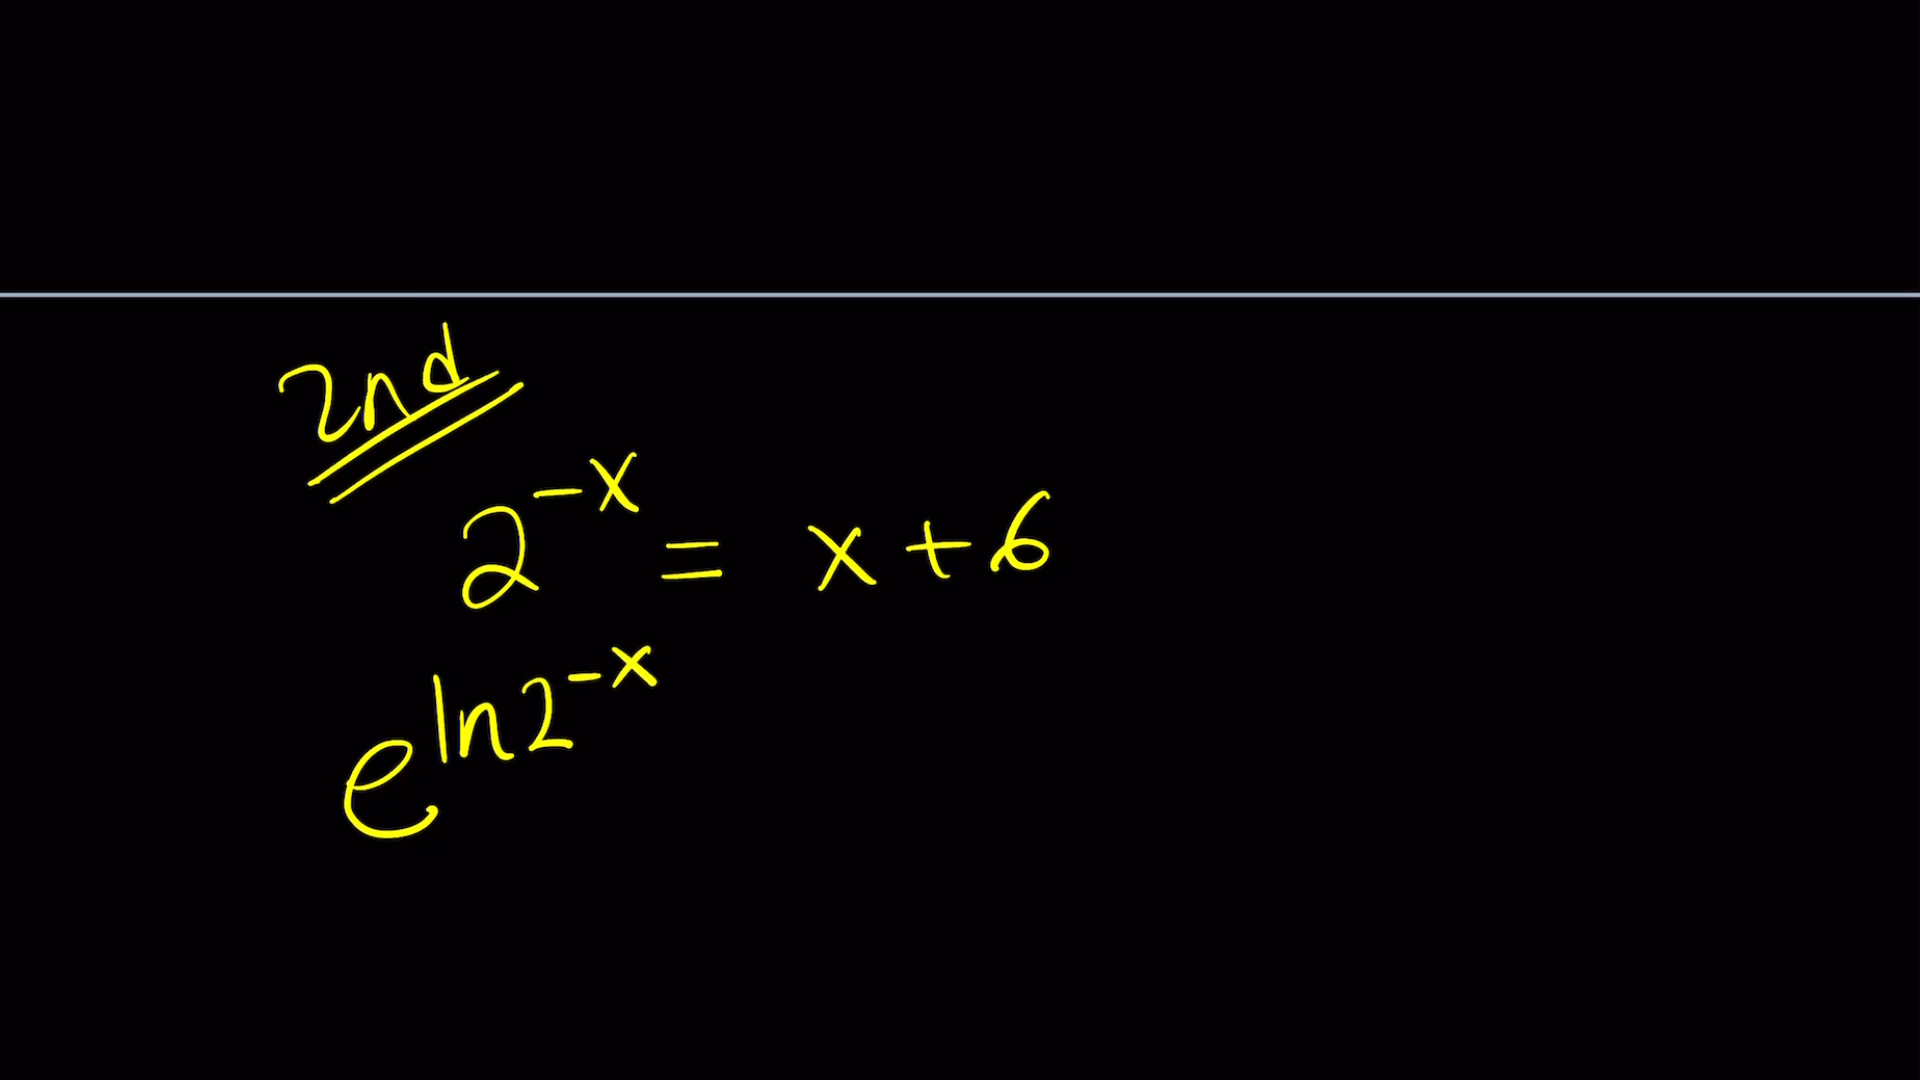 2nd
2^{-x} = x+6
e^{ln2^{-x}}